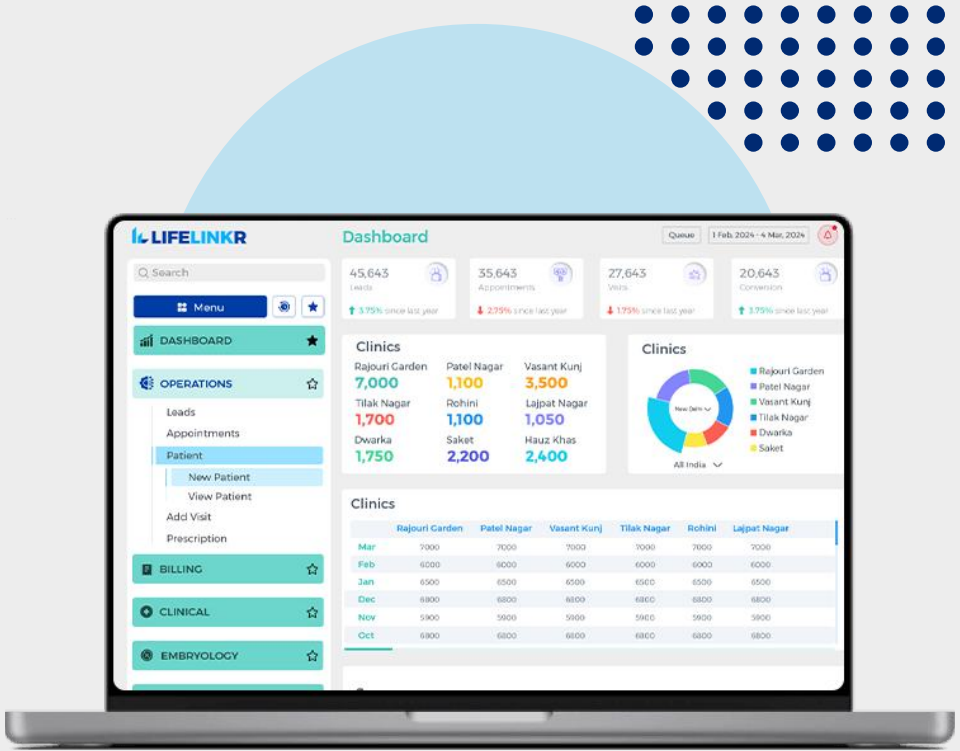 LIFELINKR
Dashboard
Queue
1 Feb, 2024 - 4 Mar, 2024
Search
Menu
DASHBOARD
OPERATIONS
Leads
Appointments
Patient
New Patient
View Patient
Add Visit
Prescription
BILLING
CLINICAL
EMBRYOLOGY
45,643
Leads
3.75% since last year
35,643
Appointments
2.75% since last year
27,643
Visits
1.75% since last year
20,643
Conversion
3.75% since last year
Clinics
Rajouri Garden Patel Nagar Vasant Kunj
7,000 1,100 3,500
Tilak Nagar Rohini Lajpat Nagar
1,700 1,100 1,050
Dwarka Saket Hauz Khas
1,750 2,200 2,400
Clinics
New Delhi
All India
Rajouri Garden
Patel Nagar
Vasant Kunj
Tilak Nagar
Dwarka
Saket
Clinics
Rajouri Garden Patel Nagar Vasant Kunj Tilak Nagar Rohini Lajpat Nagar
Mar 7000 7000 7000 7000 7000 7000
Feb 6000 6000 6000 6000 6000 6000
Jan 6500 6500 6500 6500 6500 6500
Dec 6800 6800 6800 6800 6800 6800
Nov 5900 5900 5900 5900 5900 5900
Oct 6800 6800 6800 6800 6800 6800